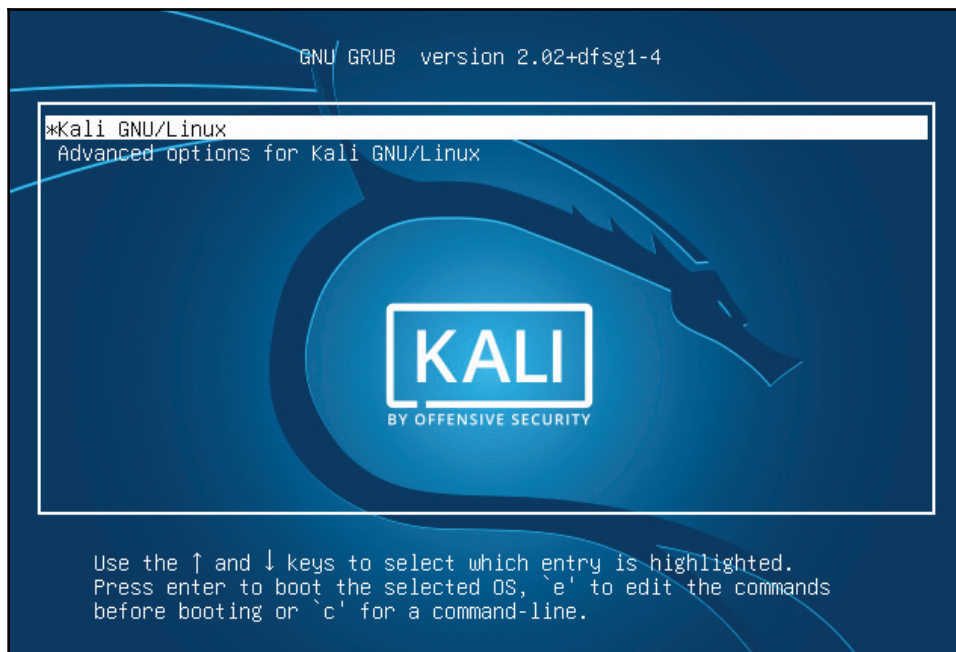 GNU GRUB version 2.02+dfsg1-4
*Kali GNU/Linux
Advanced options for Kali GNU/Linux
KALI
BY OFFENSIVE SECURITY
Use the ↑ and ↓ keys to select which entry is highlighted.
Press enter to boot the selected OS, `e' to edit the commands
before booting or `c' for a command-line.